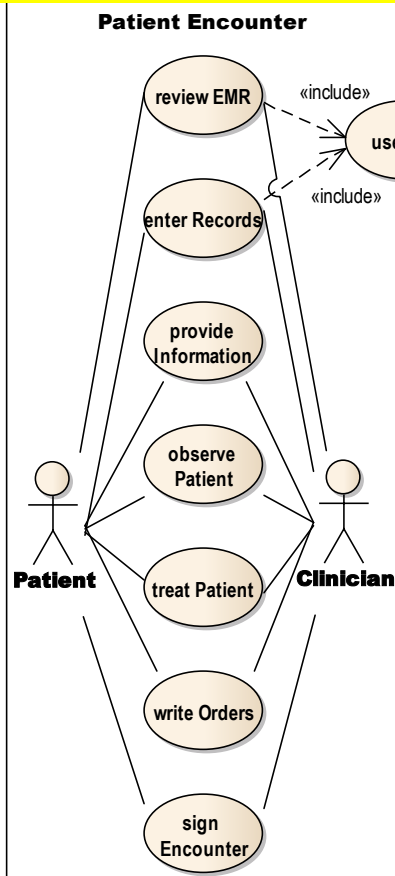 Patient Encounter
review EMR
«include»
use
enter Records
«include»
provide
Information
observe
Patient
Patient
treat Patient
Clinician
write Orders
sign
Encounter